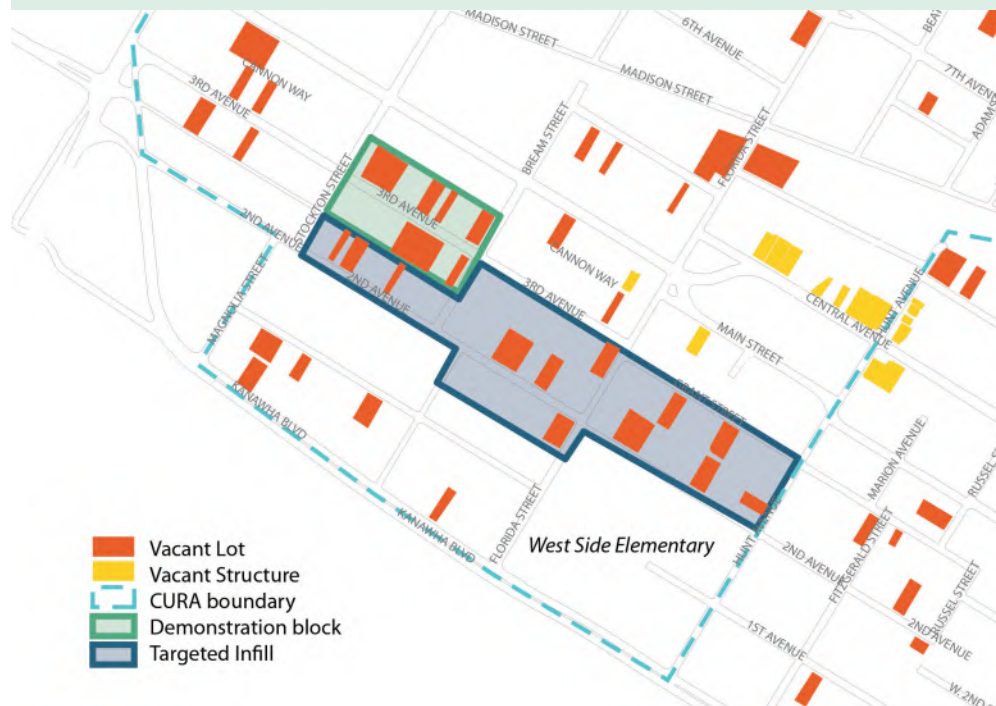 MADISON STREET
6TH AVENUE
MADISON STREET
7TH AVEN
CANNON WAY
3RD AVENUE
BREAM STREET
FLORIDA STREET
STOCKTON STREET
3RD AVENUE
2ND AVENUE
2ND AVENUE
MAGNOLIA STREET
CANNON WAY
3RD AVENUE
CENTRAL AVENUE
HUNT AVENUE
MAIN STREET
KANAWHA BLVD
MARION AVENUE
FLORIDA STREET
KANAWHA BLVD
West Side Elementary
2ND AVENUE
FITZGERALD STREET
RUSSEL STREET
2ND AVENUE
1ST AVENUE
Vacant Lot
Vacant Structure
CURA boundary
Demonstration block
Targeted Infill